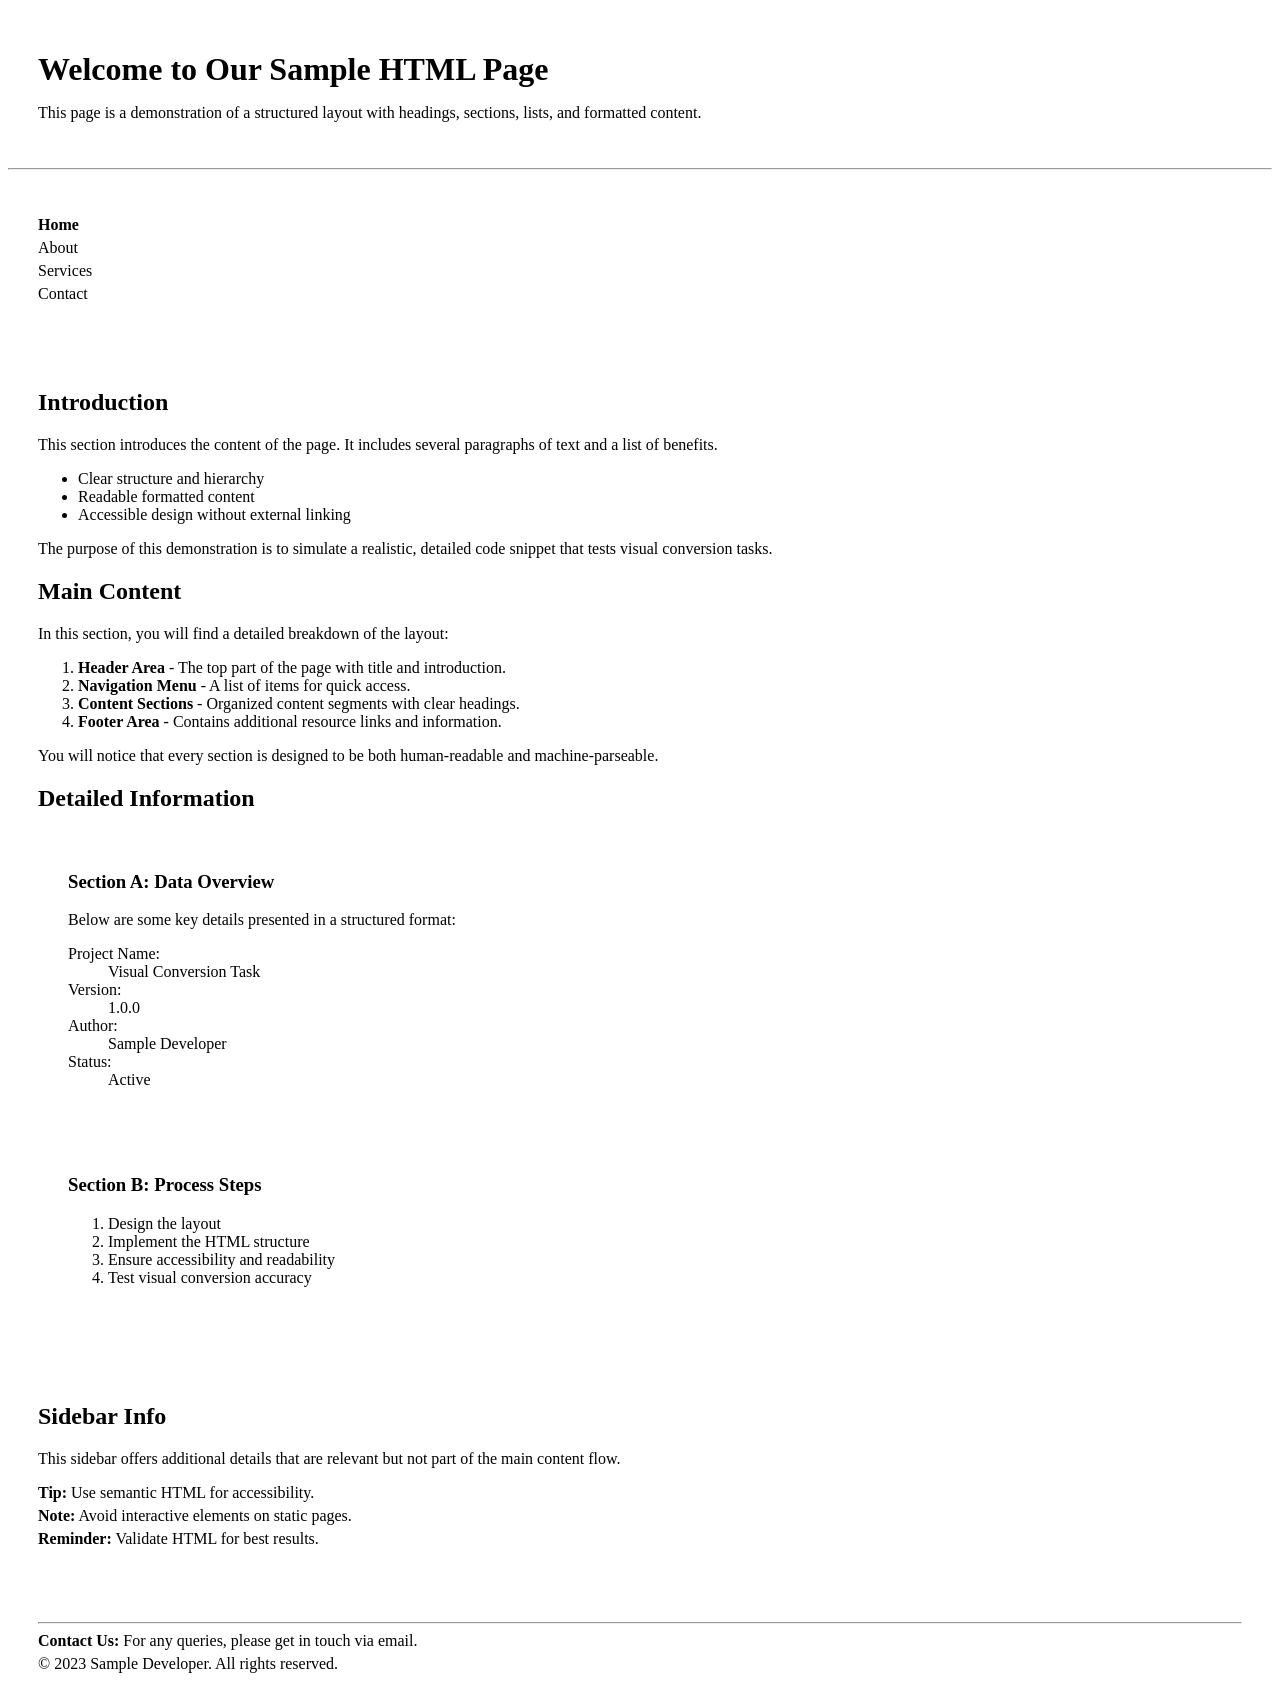 Welcome to Our Sample HTML Page
This page is a demonstration of a structured layout with headings, sections, lists, and formatted content.
Home
About
Services
Contact
Introduction
This section introduces the content of the page. It includes several paragraphs of text and a list of benefits.
• Clear structure and hierarchy
• Readable formatted content
• Accessible design without external linking
The purpose of this demonstration is to simulate a realistic, detailed code snippet that tests visual conversion tasks.
Main Content
In this section, you will find a detailed breakdown of the layout:
1. Header Area - The top part of the page with title and introduction.
2. Navigation Menu - A list of items for quick access.
3. Content Sections - Organized content segments with clear headings.
4. Footer Area - Contains additional resource links and information.
You will notice that every section is designed to be both human-readable and machine-parseable.
Detailed Information
Section A: Data Overview
Below are some key details presented in a structured format:
Project Name:
Visual Conversion Task
Version:
1.0.0
Author:
Sample Developer
Status:
Active
Section B: Process Steps
1. Design the layout
2. Implement the HTML structure
3. Ensure accessibility and readability
4. Test visual conversion accuracy
Sidebar Info
This sidebar offers additional details that are relevant but not part of the main content flow.
Tip: Use semantic HTML for accessibility.
Note: Avoid interactive elements on static pages.
Reminder: Validate HTML for best results.
Contact Us: For any queries, please get in touch via email.
© 2023 Sample Developer. All rights reserved.